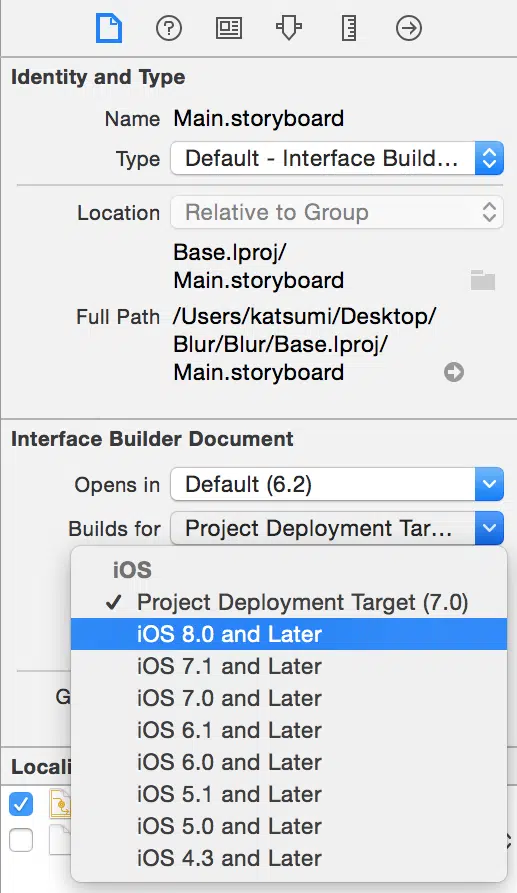 Identity and Type
Name Main.storyboard
Type Default - Interface Build...
Location Relative to Group
Base.lproj/
Main.storyboard
Full Path /Users/katsumi/Desktop/
Blur/Blur/Base.lproj/
Main.storyboard
Interface Builder Document
Opens in Default (6.2)
Builds for Project Deployment Tar...
iOS
✓ Project Deployment Target (7.0)
iOS 8.0 and Later
iOS 7.1 and Later
iOS 7.0 and Later
G
iOS 6.1 and Later
iOS 6.0 and Later
Locali
iOS 5.1 and Later
iOS 5.0 and Later
iOS 4.3 and Later